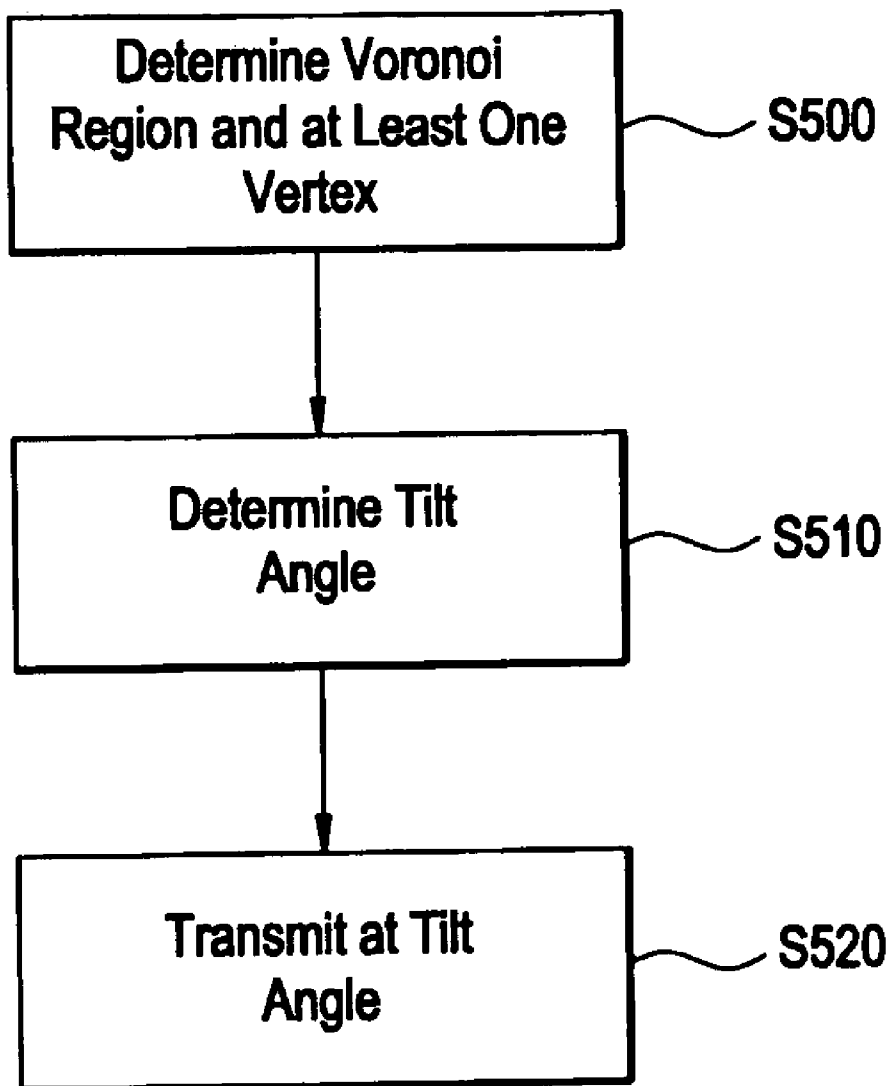 Determine Voronoi
Region and at Least One
Vertex
S500
Determine Tilt
Angle
S510
Transmit at Tilt
Angle
S520